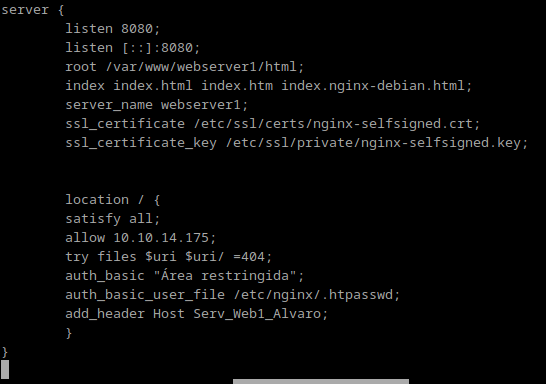 server {
listen 8080;
listen [::]:8080;
root /var/www/webserver1/html;
index index.html index.htm index.nginx-debian.html;
server_name webserver1;
ssl_certificate /etc/ssl/certs/nginx-selfsigned.crt;
ssl_certificate_key /etc/ssl/private/nginx-selfsigned.key;
location / {
satisfy all;
allow 10.10.14.175;
try files $uri $uri/ =404;
auth_basic "Área restringida";
auth_basic_user_file /etc/nginx/.htpasswd;
add_header Host Serv_Web1_Alvaro;
}
}